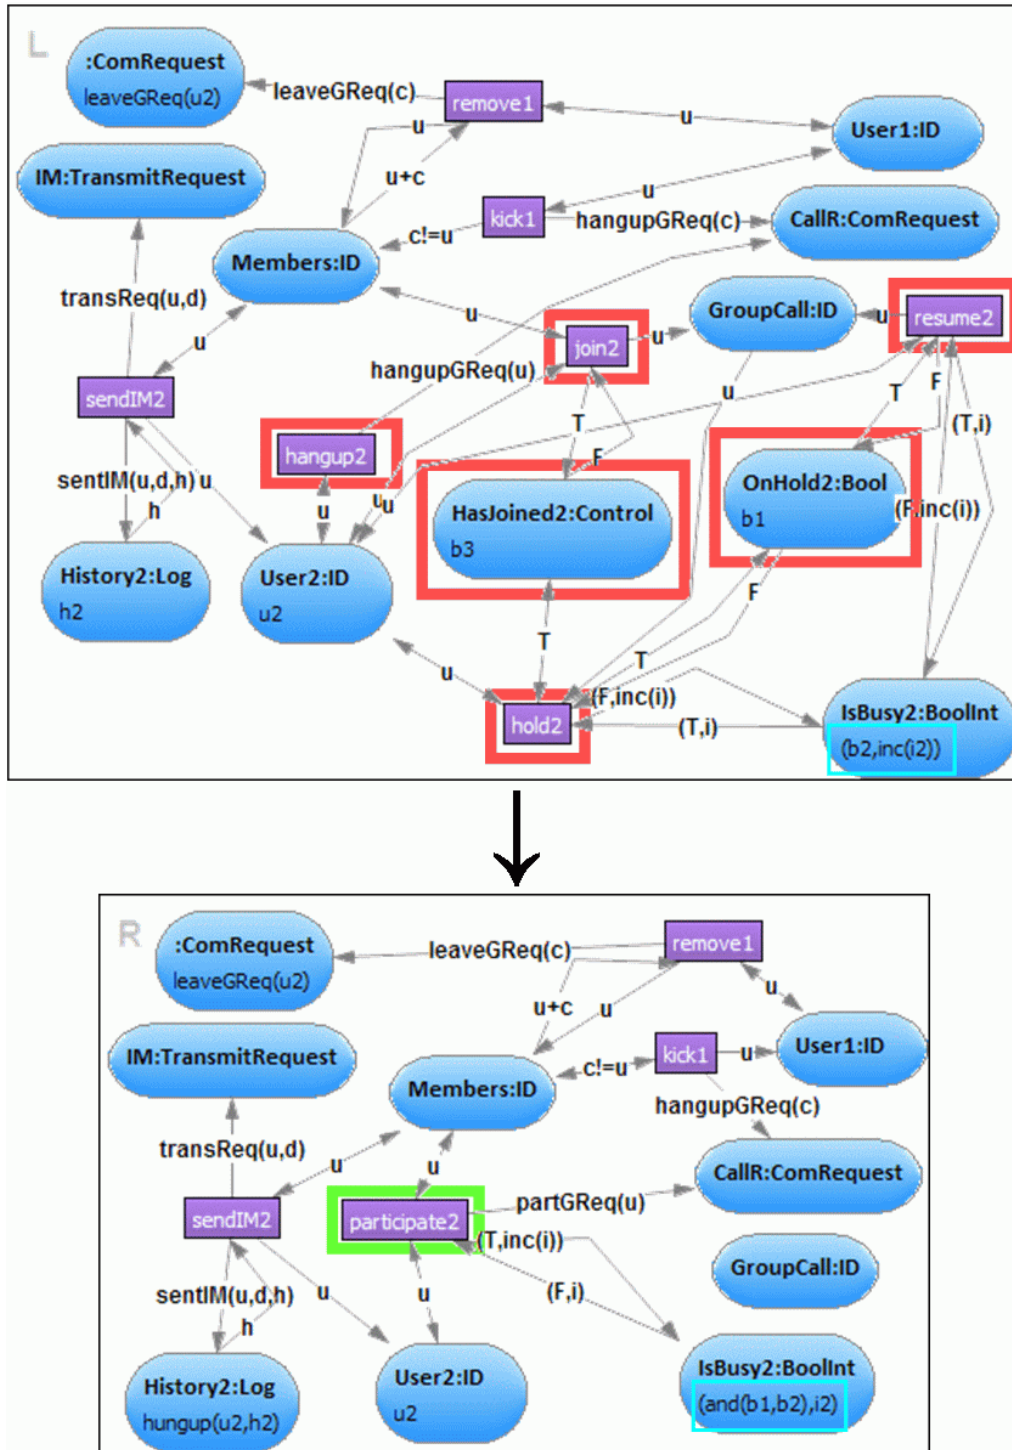 L
:ComRequest
leaveGReq(u2)
leaveGReq(c)
remove1
u
u
User1:ID
IM:TransmitRequest
u+c
u
kick1
hangupGReq(c)
CallR:ComRequest
c!=u
Members:ID
transReq(u,d)
u
GroupCall:ID
u
resume2
u
join2
u
hangupGReq(u)
sendIM2
u
T
F
T
F
(T,i)
hangup2
sentIM(u,d,h)
u
h
u
u
u
HasJoined2:Control
b3
OnHold2:Bool
b1
(F,inc(i))
History2:Log
h2
User2:ID
u2
F
T
T
u
(F,inc(i))
hold2
(T,i)
IsBusy2:BoolInt
(b2,inc(i2))
R
:ComRequest
leaveGReq(u2)
leaveGReq(c)
remove1
u+c
u
u
IM:TransmitRequest
kick1
u
User1:ID
c!=u
Members:ID
hangupGReq(c)
transReq(u,d)
u
u
CallR:ComRequest
partGReq(u)
sendIM2
participate2
(T,inc(i))
GroupCall:ID
sentIM(u,d,h)
u
u
(F,i)
h
History2:Log
hungup(u2,h2)
User2:ID
u2
IsBusy2:BoolInt
(and(b1,b2),i2)